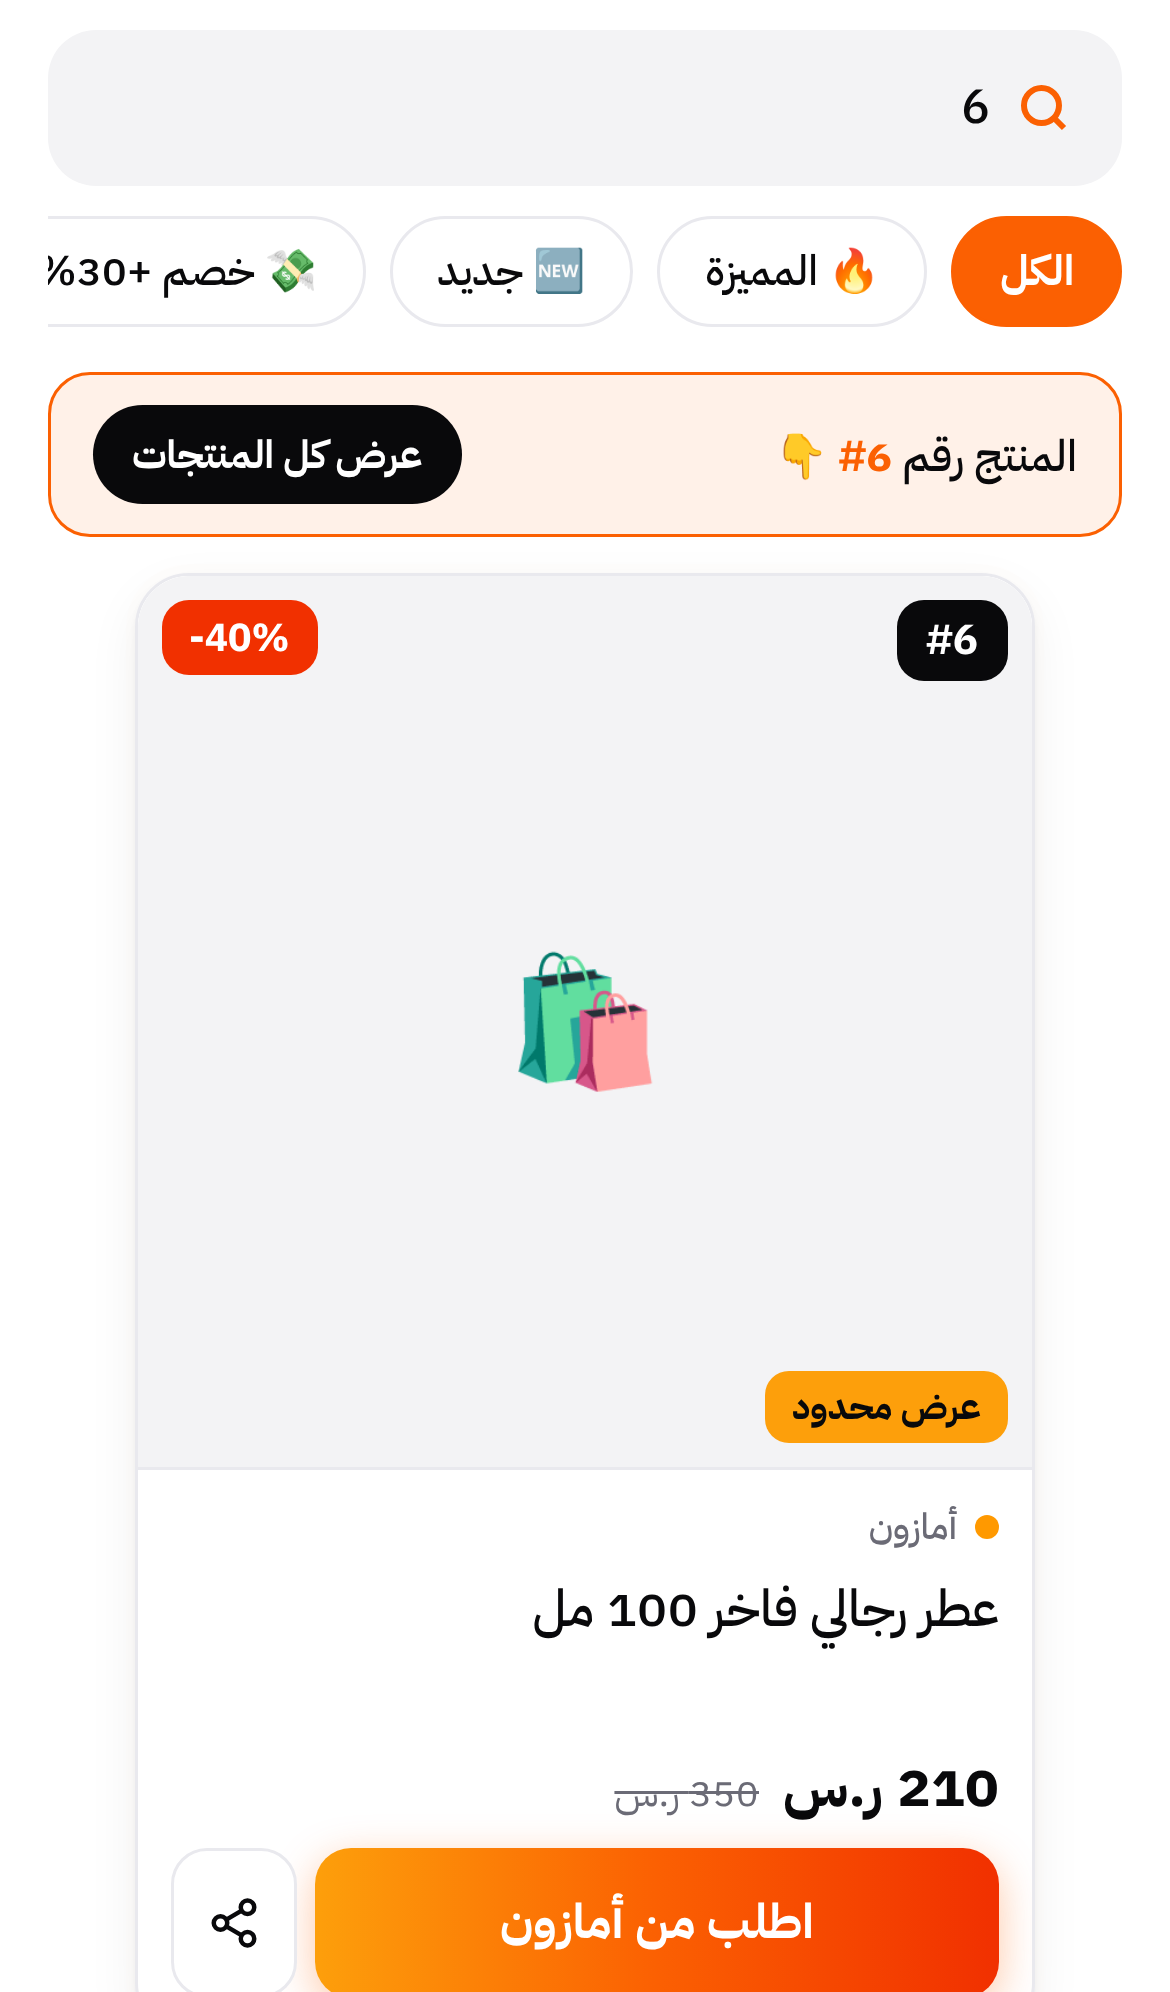 6
الكل
🔥 المميزة
🆕 جديد
💸 خصم +30%
المنتج رقم #6 👇
عرض كل المنتجات
#6
-40%
عرض محدود
أمازون
عطر رجالي فاخر 100 مل
210 ر.س 350 ر.س
اطلب من أمازون